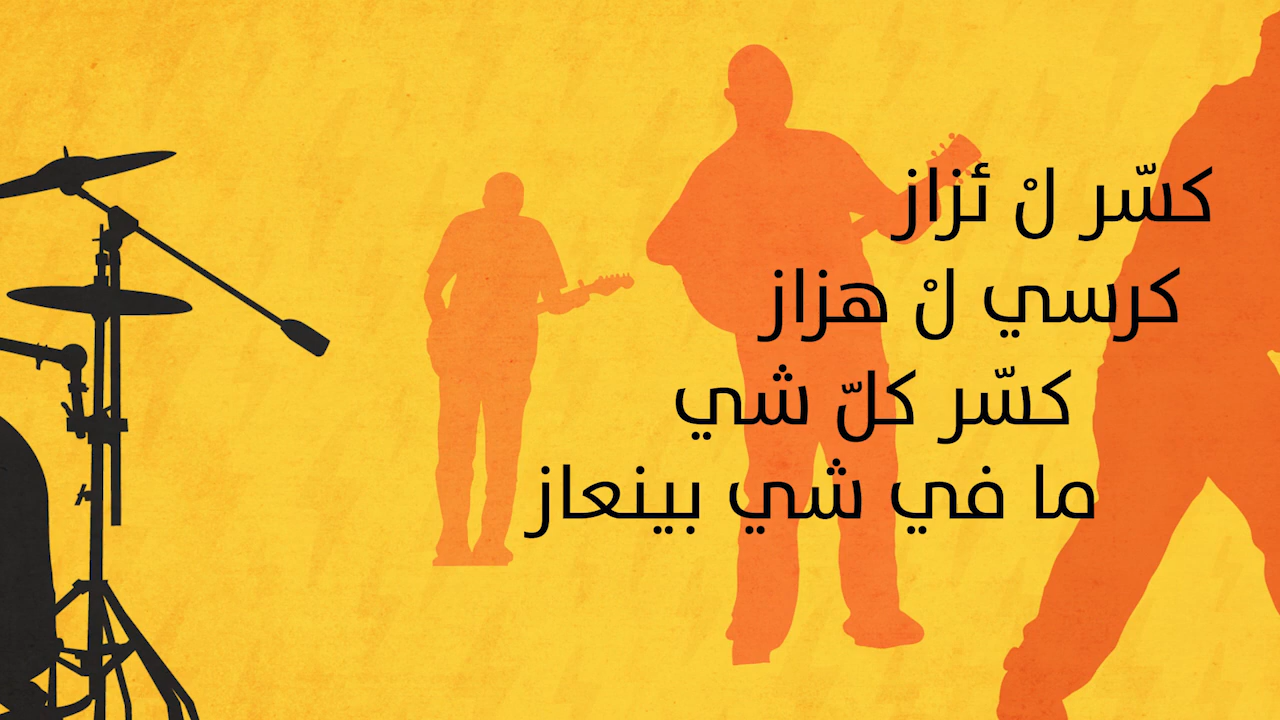 كسّر لْ ئزاز
كرسي لْ هزاز
كسّر كلّ شي
ما في شي بينعاز